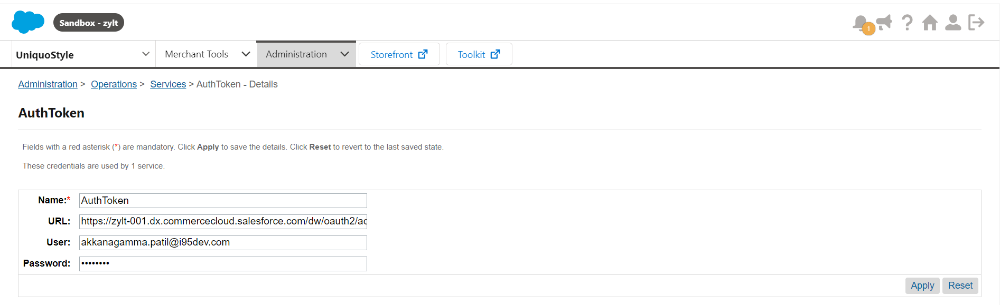 Sandbox - zylt
1
UniquoStyle
Merchant Tools
Administration
Storefront
Toolkit
Administration > Operations > Services > AuthToken - Details
AuthToken
Fields with a red asterisk (*) are mandatory. Click Apply to save the details. Click Reset to revert to the last saved state.
These credentials are used by 1 service.
Name:* AuthToken
URL: https://zylt-001.dx.commercecloud.salesforce.com/dw/oauth2/ac
User: akkanagamma.patil@i95dev.com
Password: ••••••••
Apply
Reset